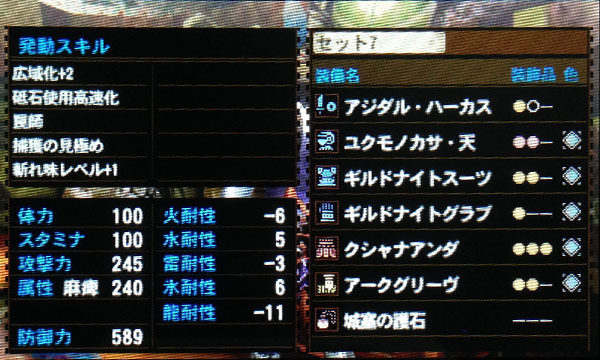 発動スキル
広域化+2
砥石使用高速化
罠師
捕獲の見極め
斬れ味レベル+1
体力 100
スタミナ 100
攻撃力 245
属性 麻痺 240
防御力 589
火耐性 -6
水耐性 5
雷耐性 -3
氷耐性 6
龍耐性 -11
セット7
装備名 装飾品 色
アジダル・ハーカス
ユクモノカサ・天
ギルドナイトスーツ
ギルドナイトグラブ
クシャナアンダ
アークグリーヴ
城塞の護石